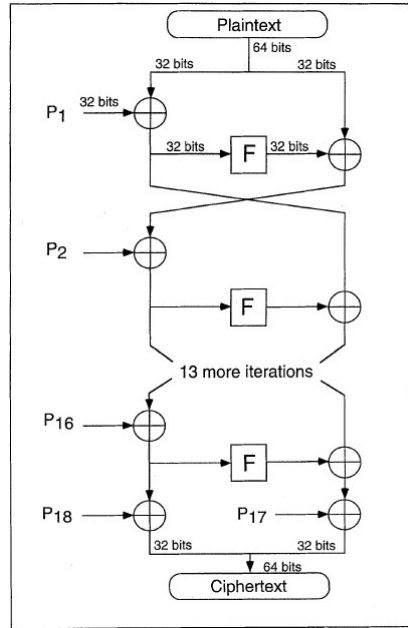 Plaintext
64 bits
32 bits 32 bits
P1 32 bits
32 bits F 32 bits
P2
F
13 more iterations
P16
F
P18 P17
32 bits 32 bits
64 bits
Ciphertext